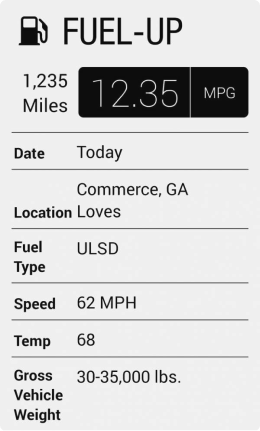 FUEL-UP
1,235
Miles
12.35 MPG
Date Today
Commerce, GA
Location Loves
Fuel
Type
ULSD
Speed 62 MPH
Temp 68
Gross
Vehicle
Weight
30-35,000 lbs.